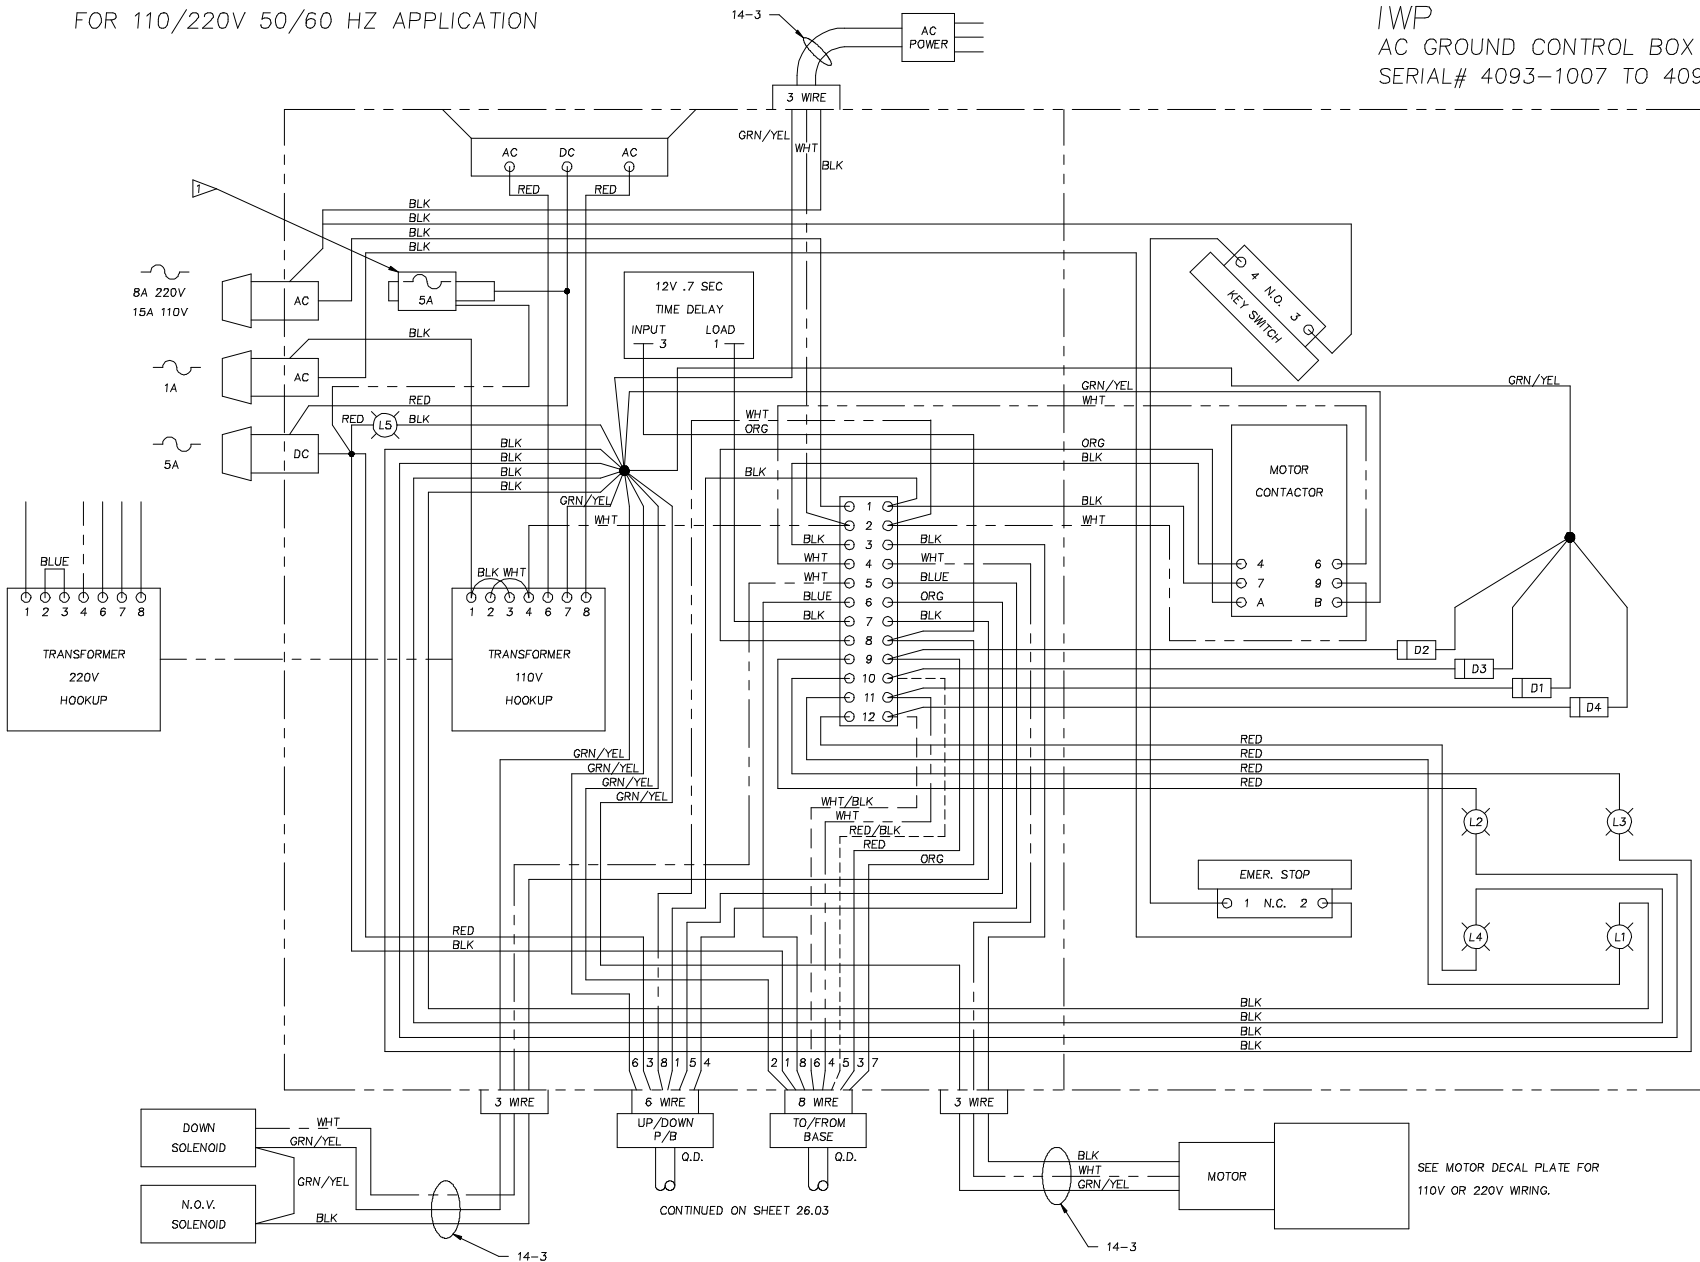 FOR 110/220V 50/60 HZ APPLICATION
14-3
AC POWER
IWP
AC GROUND CONTROL BOX
SERIAL# 4093-1007 TO 409
3 WIRE
GRN/YEL
WHT
BLK
AC DC AC
RED RED
1
BLK
BLK
BLK
8A 220V
15A 110V
AC
5A
12V .7 SEC
TIME DELAY
INPUT LOAD
3 1
4 N.O. 3
KEY SWITCH
BLK
1A
AC
RED
RED L5 BLK
5A
DC
GRN/YEL
GRN/YEL
WHT
WHT
ORG
ORG
BLK
BLK
BLK
BLK
BLK
BLK
BLK
GRN/YEL
WHT
BLK
WHT
MOTOR
CONTACTOR
4 6
7 9
A B
1
2
BLK 3 BLK
WHT 4 WHT
WHT 5 BLUE
BLUE 6 ORG
BLK 7 BLK
8
9
10
11
12
BLUE
1 2 3 4 6 7 8
TRANSFORMER
220V
HOOKUP
BLK WHT
1 2 3 4 6 7 8
TRANSFORMER
110V
HOOKUP
D2
D3
D1
D4
GRN/YEL
GRN/YEL
GRN/YEL
GRN/YEL
RED
RED
RED
RED
WHT/BLK
WHT
RED/BLK
RED
ORG
L2 L3
EMER. STOP
1 N.C. 2
L4 L1
RED
BLK
BLK
BLK
BLK
BLK
6 3 8 1 5 4
2 1 8 6 4 5 3 7
3 WIRE
6 WIRE
8 WIRE
3 WIRE
UP/DOWN
P/B
Q.D.
TO/FROM
BASE
Q.D.
CONTINUED ON SHEET 26.03
DOWN
SOLENOID
WHT
GRN/YEL
GRN/YEL
N.O.V.
SOLENOID
BLK
14-3
BLK
WHT
GRN/YEL
14-3
MOTOR
SEE MOTOR DECAL PLATE FOR
110V OR 220V WIRING.